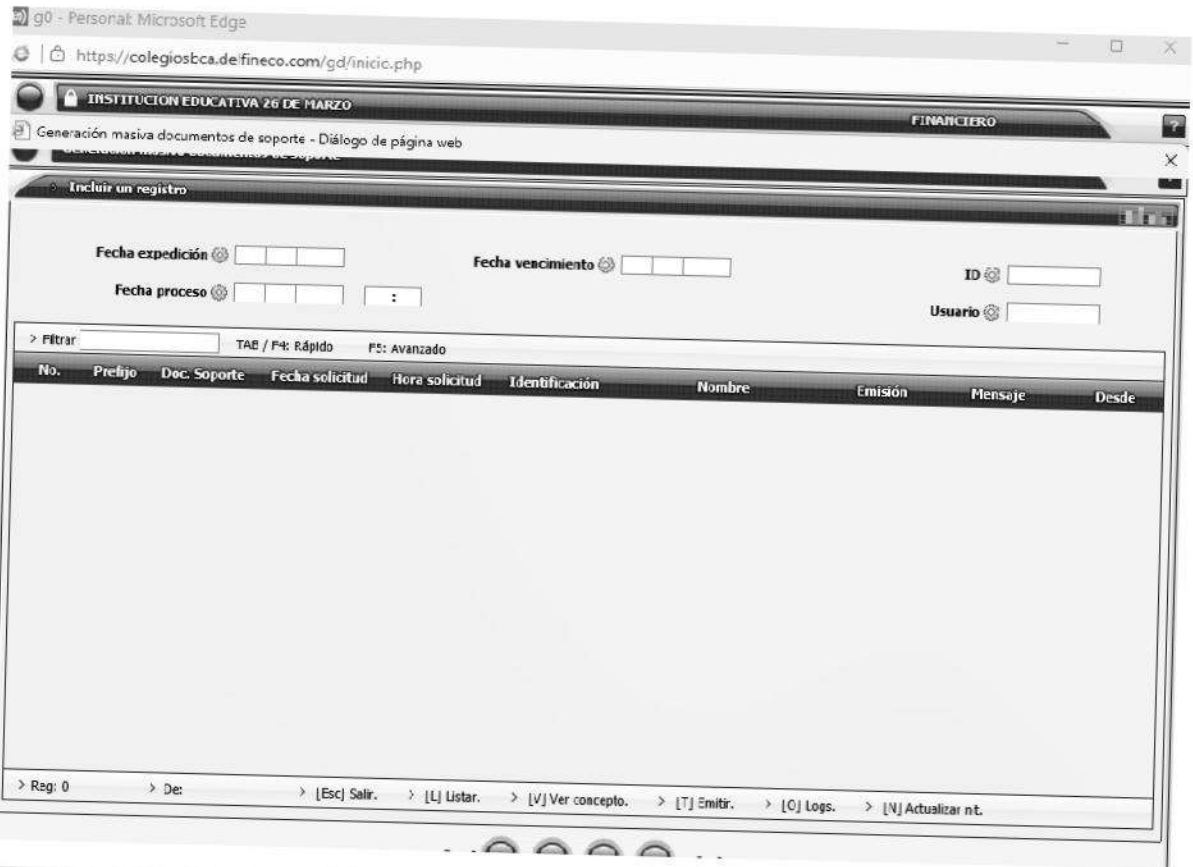 g0 - Personal: Microsoft Edge
https://colegiosbca.delfineco.com/gd/inicio.php
INSTITUCION EDUCATIVA 26 DE MARZO
FINANCIERO
?
Generación masiva documentos de soporte - Diálogo de página web
Incluir un registro
Fecha expedición
Fecha vencimiento
ID
Fecha proceso
:
Usuario
> Filtrar
TAB / F4: Rápido
F5: Avanzado
No. Prefijo Doc. Soporte Fecha solicitud Hora solicitud Identificación Nombre Emisión Mensaje Desde
> Reg: 0 > De: > [Esc] Salir. > [L] Listar. > [V] Ver concepto. > [T] Emitir. > [O] Logs. > [N] Actualizar nit.